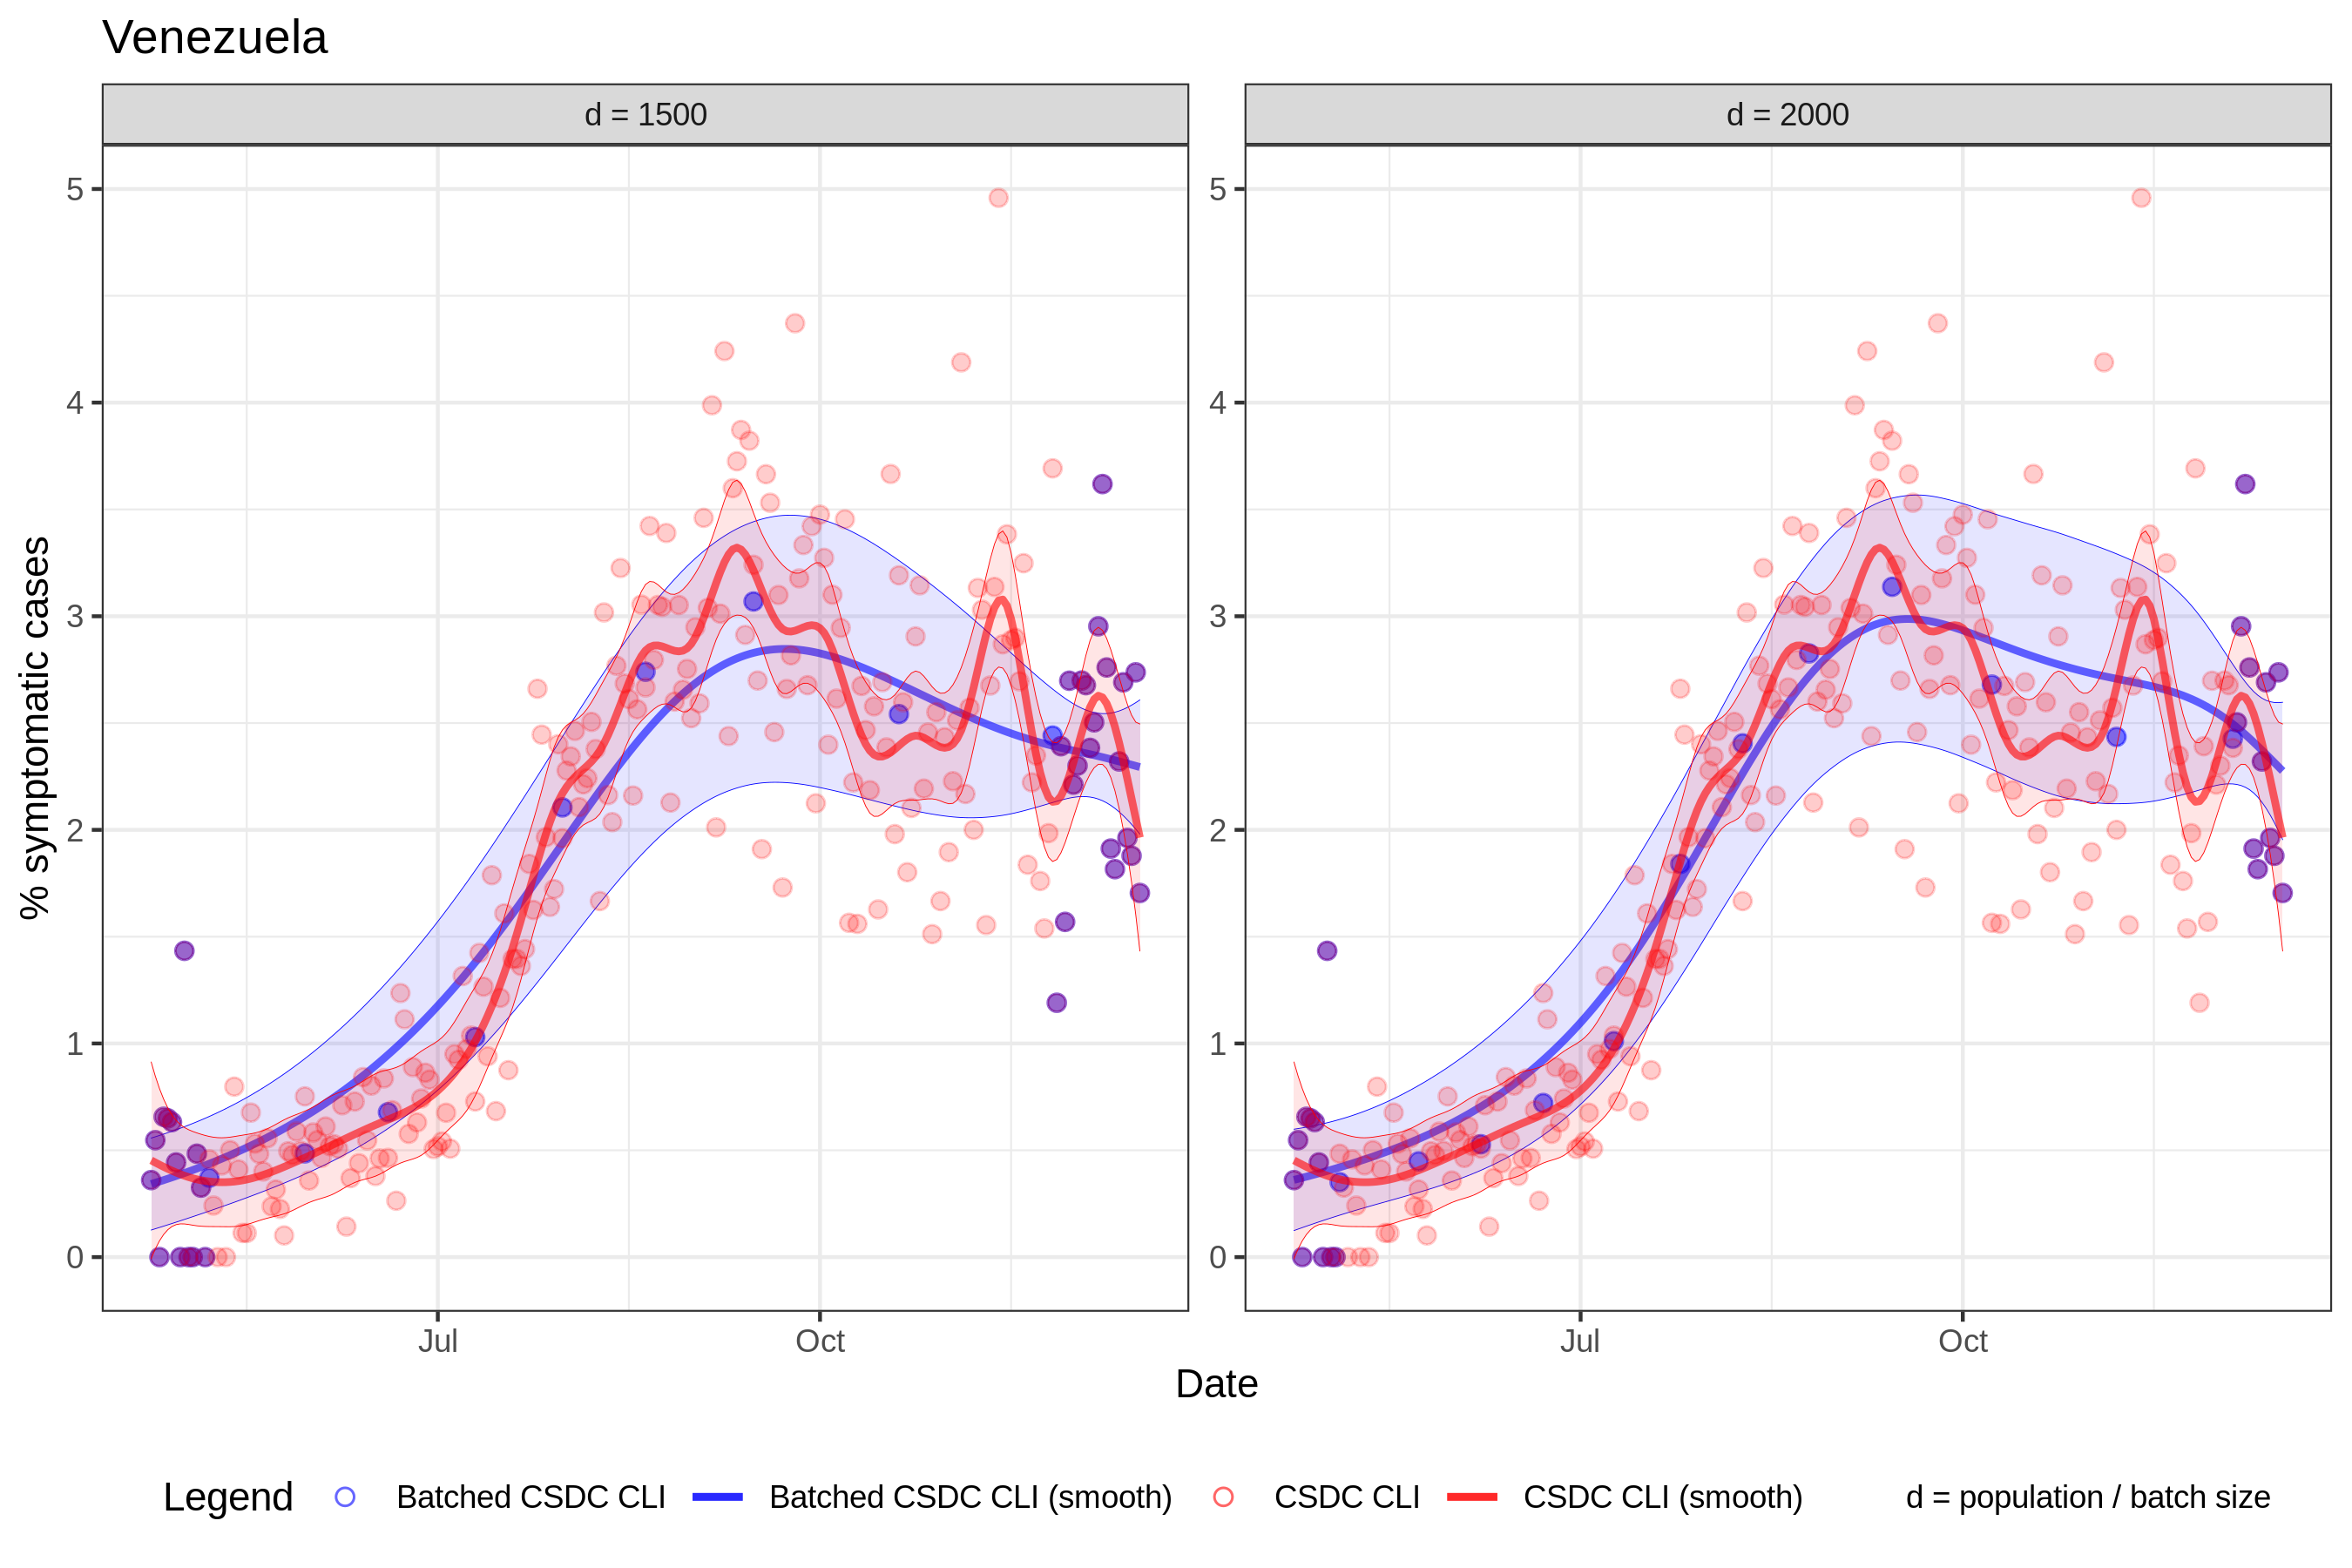 Venezuela
d = 1500
d = 2000
% symptomatic cases
5
4
3
2
1
0
5
4
3
2
1
0
Jul
Oct
Jul
Oct
Date
Legend
Batched CSDC CLI
Batched CSDC CLI (smooth)
CSDC CLI
CSDC CLI (smooth)
d = population / batch size